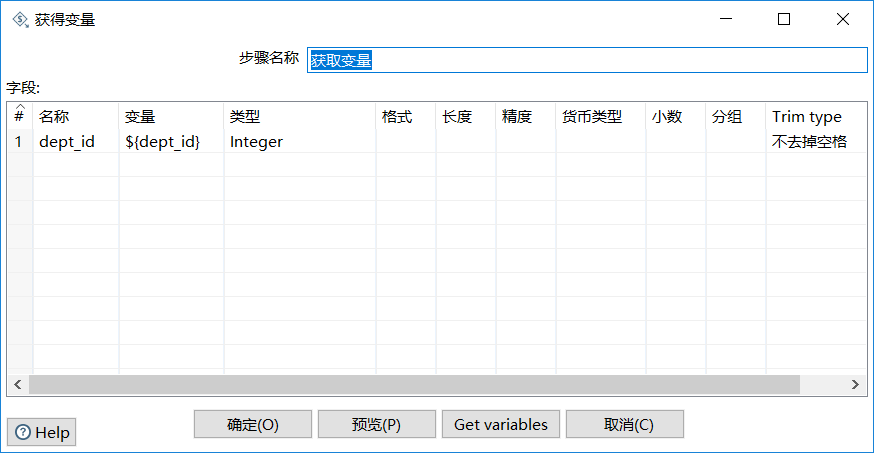 获得变量
步骤名称 获取变量
字段:
# 名称 变量 类型 格式 长度 精度 货币类型 小数 分组 Trim type
1 dept_id ${dept_id} Integer 不去掉空格
Help 确定(O) 预览(P) Get variables 取消(C)